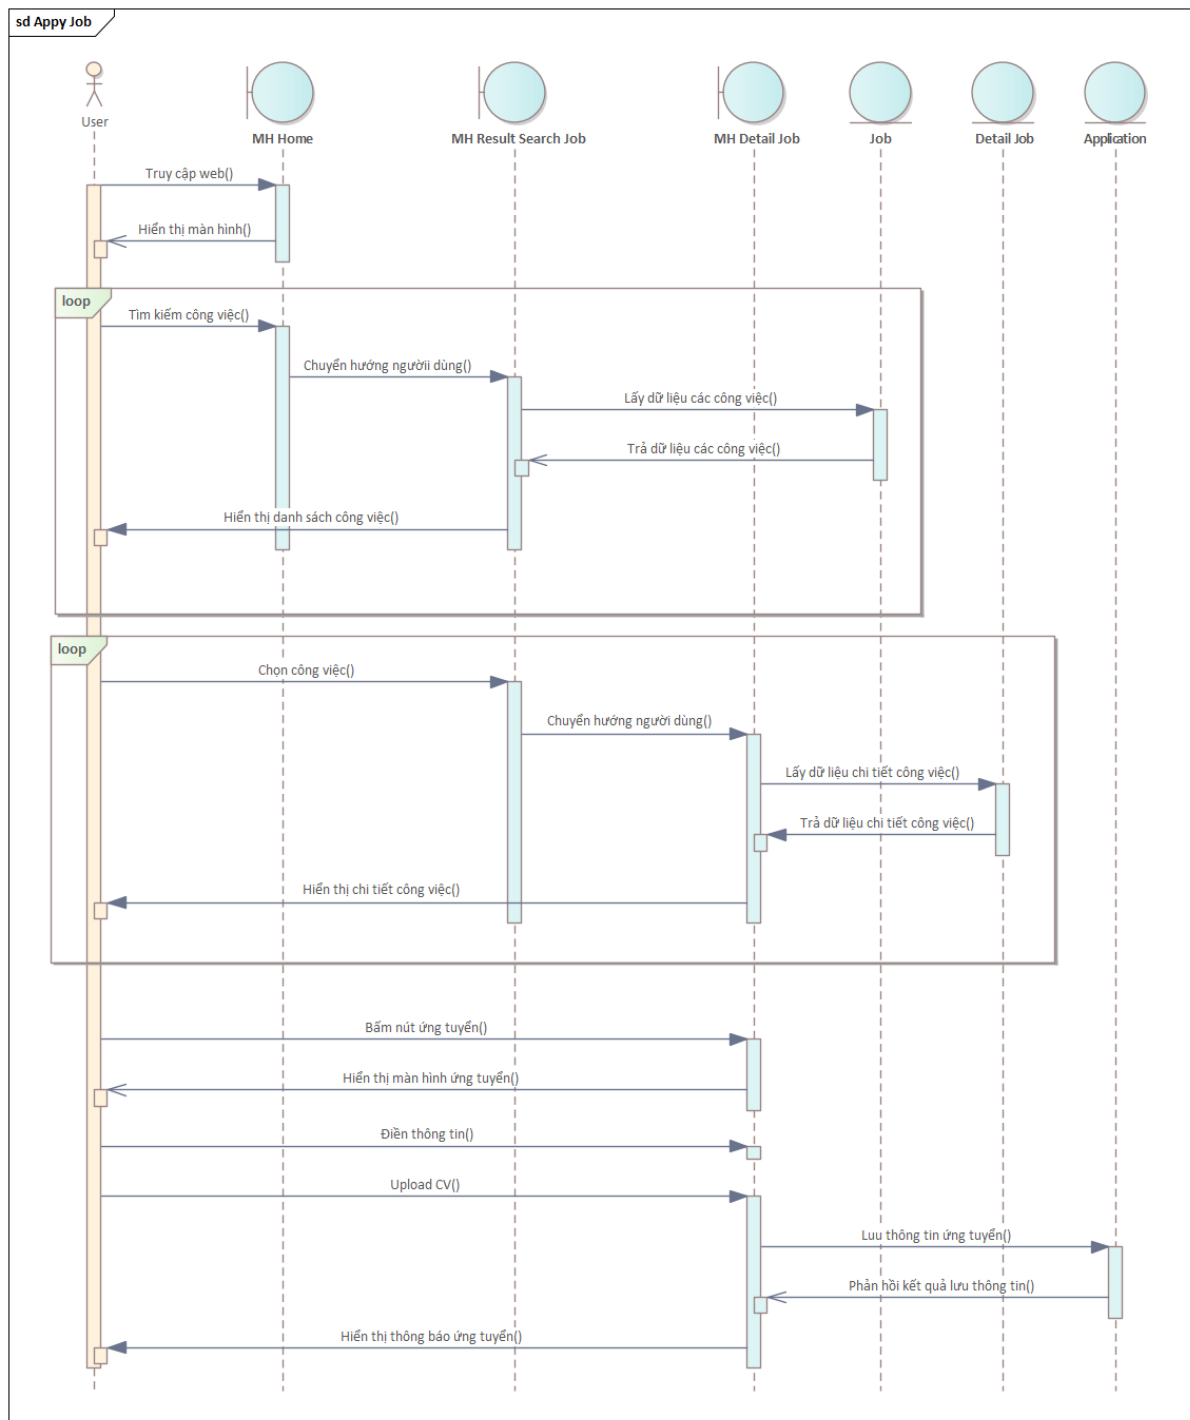 sd Appy Job
User
MH Home
MH Result Search Job
MH Detail Job
Job
Detail Job
Application
Truy cập web()
Hiển thị màn hình()
loop
Tìm kiếm công việc()
Chuyển hướng ngườii dùng()
Lấy dữ liệu các công việc()
Trả dữ liệu các công việc()
Hiển thị danh sách công việc()
loop
Chọn công việc()
Chuyển hướng người dùng()
Lấy dữ liệu chi tiết công việc()
Trả dữ liệu chi tiết công việc()
Hiển thị chi tiết công việc()
Bấm nút ứng tuyển()
Hiển thị màn hình ứng tuyển()
Điền thông tin()
Upload CV()
Luu thông tin ứng tuyển()
Phản hồi kết quả lưu thông tin()
Hiển thị thông báo ứng tuyển()